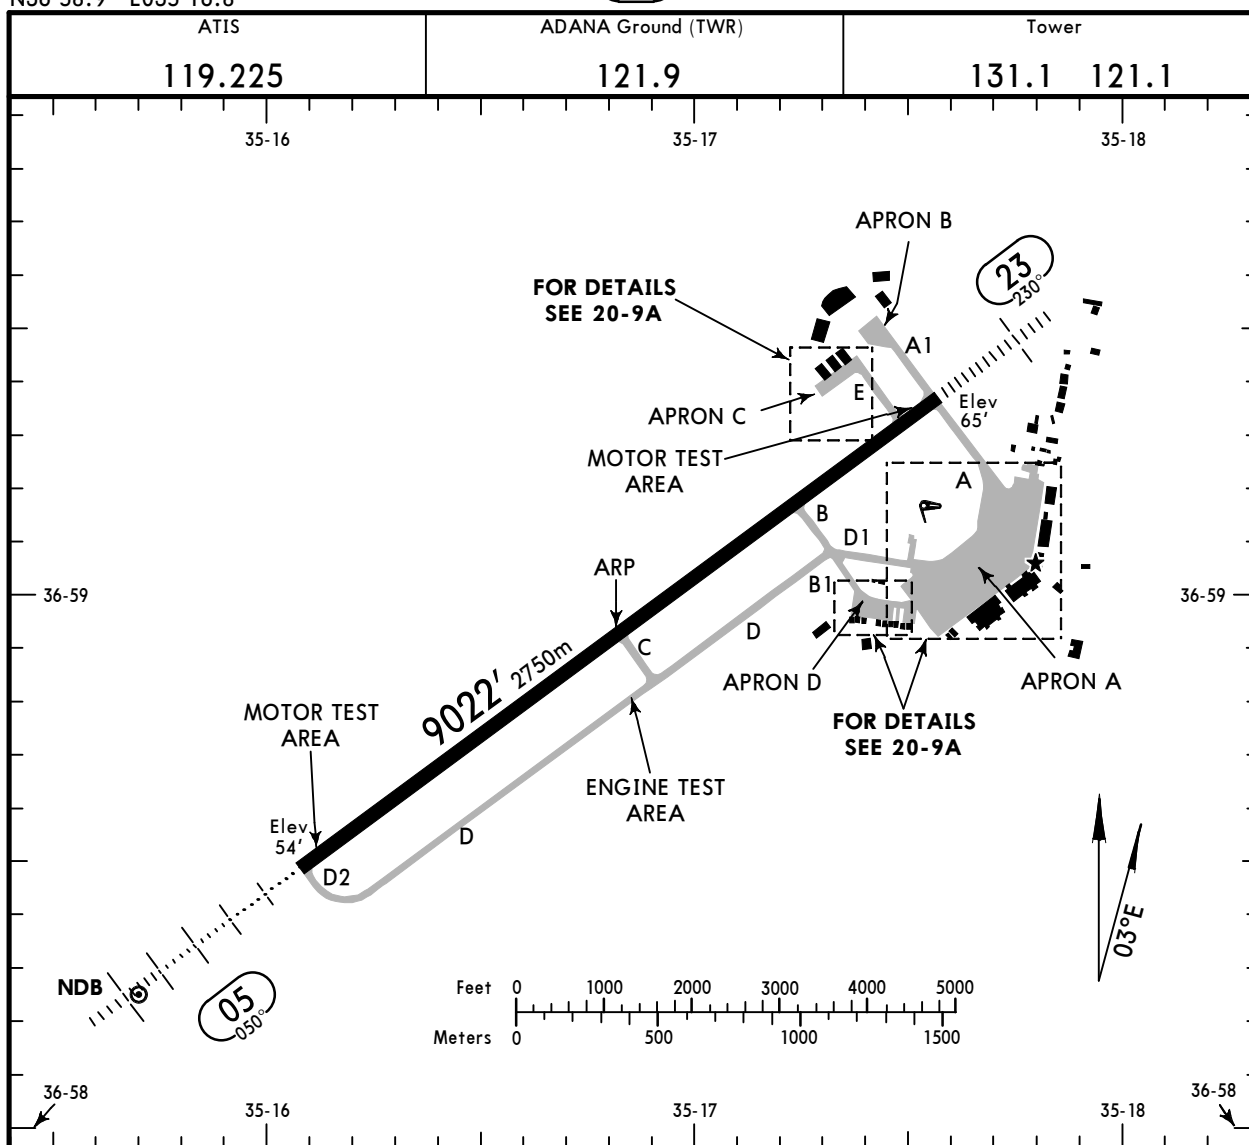 ATIS
119.225
ADANA Ground (TWR)
121.9
Tower
131.1 121.1
35-16
35-17
35-18
APRON B
23
230°
FOR DETAILS
SEE 20-9A
A1
E
APRON C
Elev
65'
MOTOR TEST
AREA
A
B
D1
ARP
B1
36-59
36-59
D
C
APRON D
APRON A
9022' 2750m
FOR DETAILS
SEE 20-9A
MOTOR TEST
AREA
ENGINE TEST
AREA
Elev
54'
D
D2
03°E
NDB
05
050°
Feet 0 1000 2000 3000 4000 5000
Meters 0 500 1000 1500
36-58
36-58
35-16
35-17
35-18